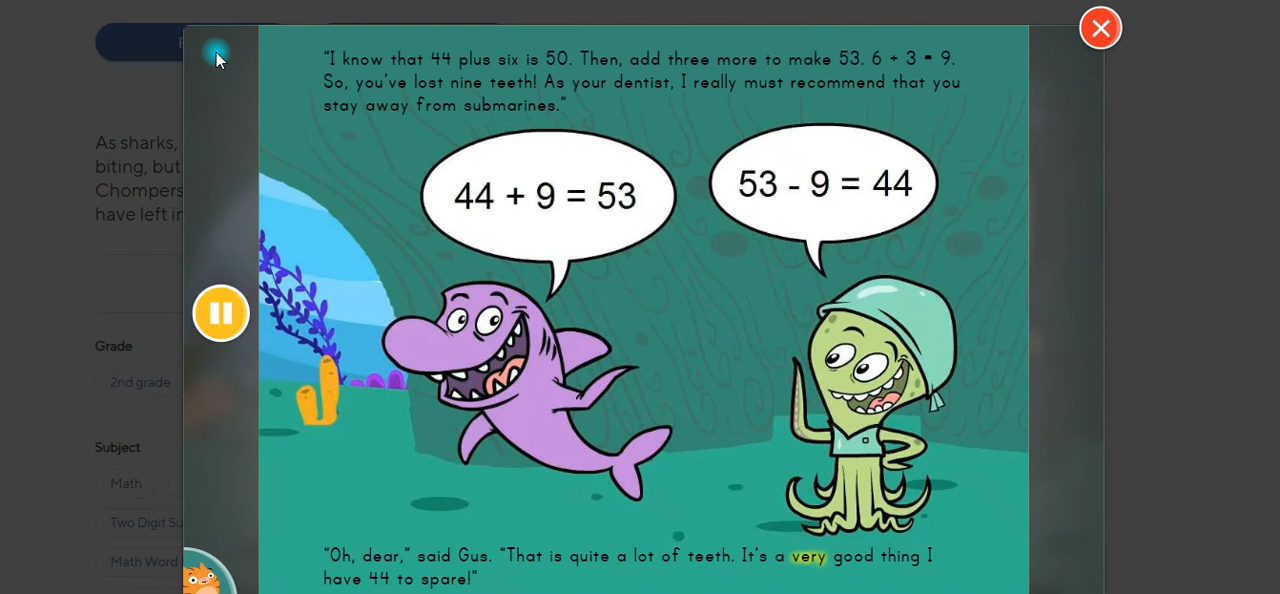 "I know that 44 plus six is 50. Then, add three more to make 53. 6 + 3 = 9.
So, you've lost nine teeth! As your dentist, I really must recommend that you
stay away from submarines."
44 + 9 = 53
53 - 9 = 44
As sharks,
biting, but
Chompers
have left in
Grade
2nd grade
Subject
Math
Two Digit Su
Math Word
"Oh, dear," said Gus. "That is quite a lot of teeth. It's a very good thing I
have 44 to spare!"